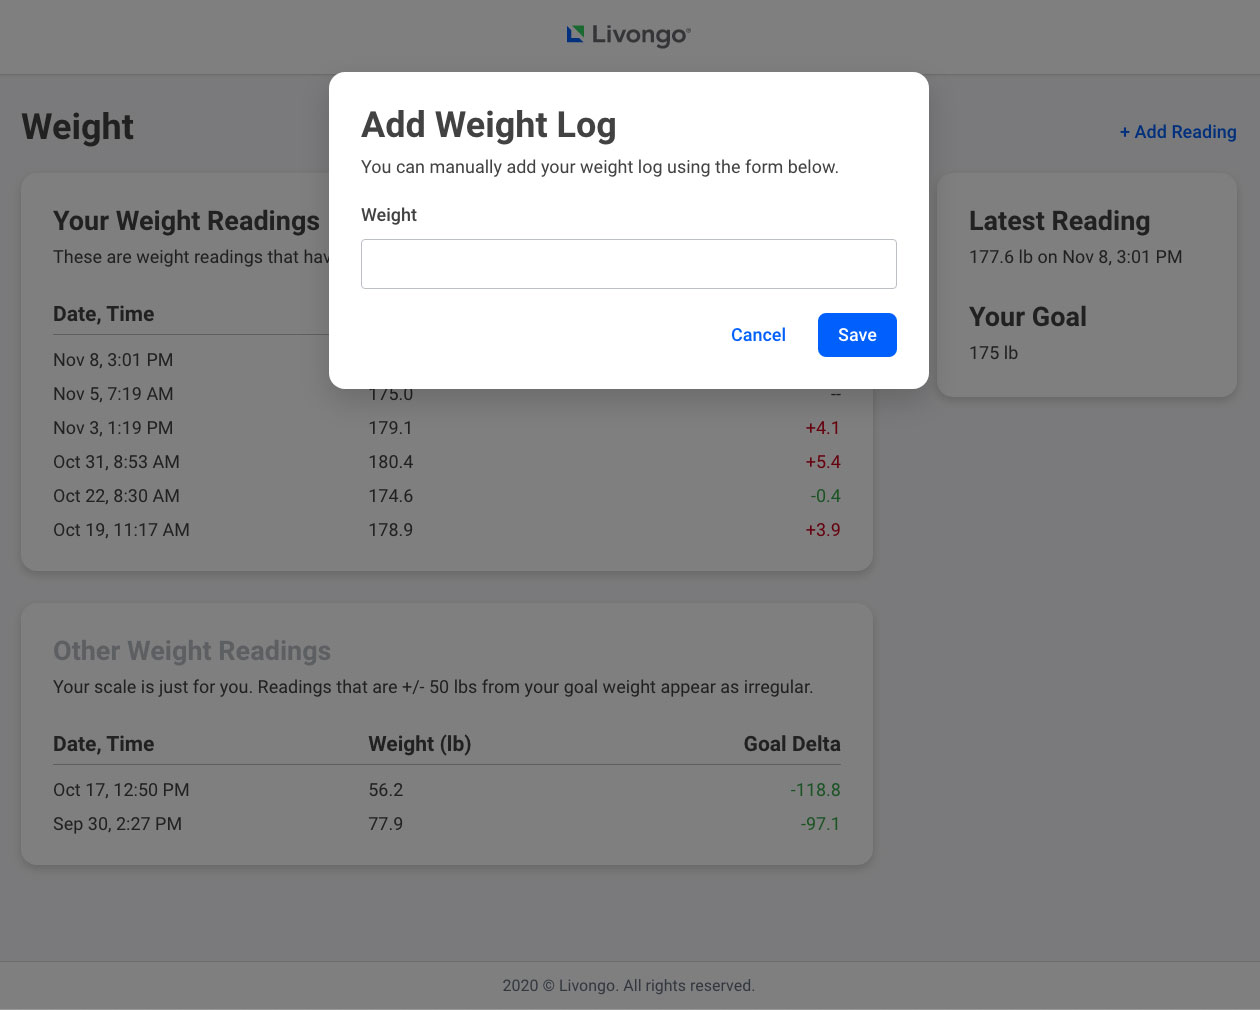 Livongo®
Weight
+ Add Reading
Add Weight Log
You can manually add your weight log using the form below.
Weight
Cancel
Save
Your Weight Readings
These are weight readings that hav
Date, Time
Nov 8, 3:01 PM
Nov 5, 7:19 AM 175.0 --
Nov 3, 1:19 PM 179.1 +4.1
Oct 31, 8:53 AM 180.4 +5.4
Oct 22, 8:30 AM 174.6 -0.4
Oct 19, 11:17 AM 178.9 +3.9
Latest Reading
177.6 lb on Nov 8, 3:01 PM
Your Goal
175 lb
Other Weight Readings
Your scale is just for you. Readings that are +/- 50 lbs from your goal weight appear as irregular.
Date, Time Weight (lb) Goal Delta
Oct 17, 12:50 PM 56.2 -118.8
Sep 30, 2:27 PM 77.9 -97.1
2020 © Livongo. All rights reserved.